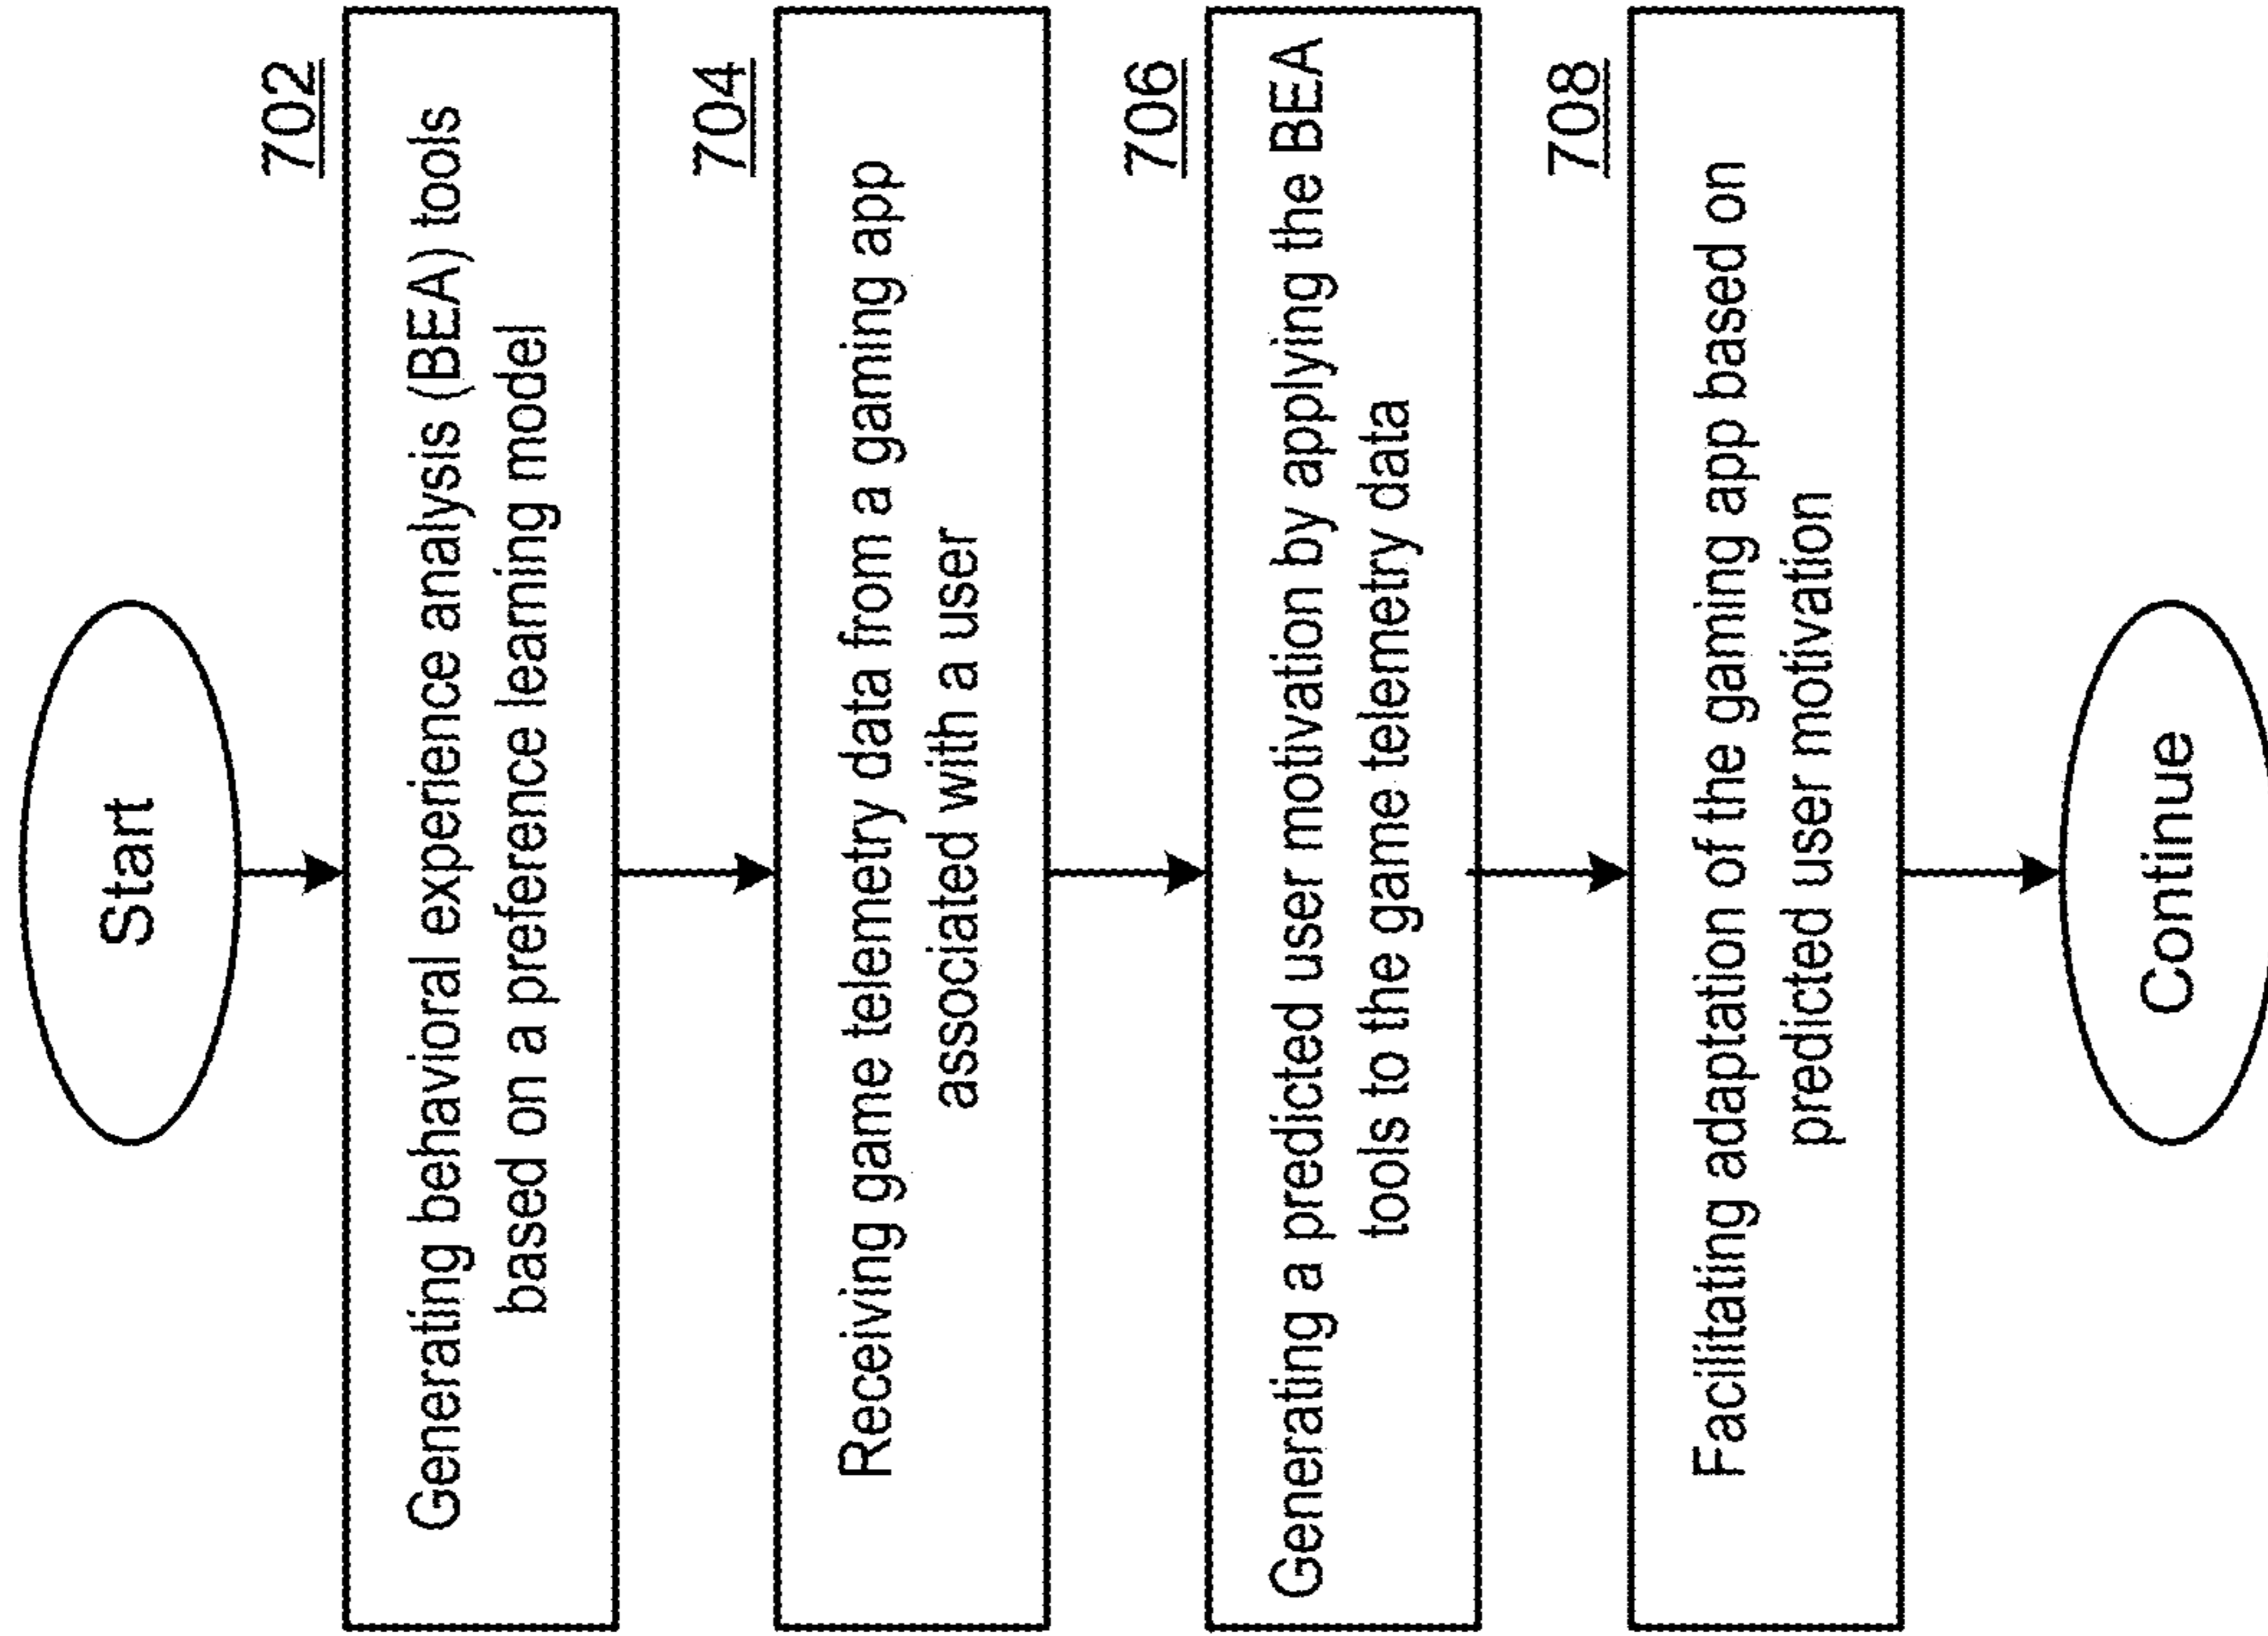 Start
702
Generating behavioral experience analysis (BEA) tools
based on a preference learning model
704
Receiving game telemetry data from a gaming app
associated with a user
706
Generating a predicted user motivation by applying the BEA
tools to the game telemetry data
708
Facilitating adaptation of the gaming app based on
predicted user motivation
Continue